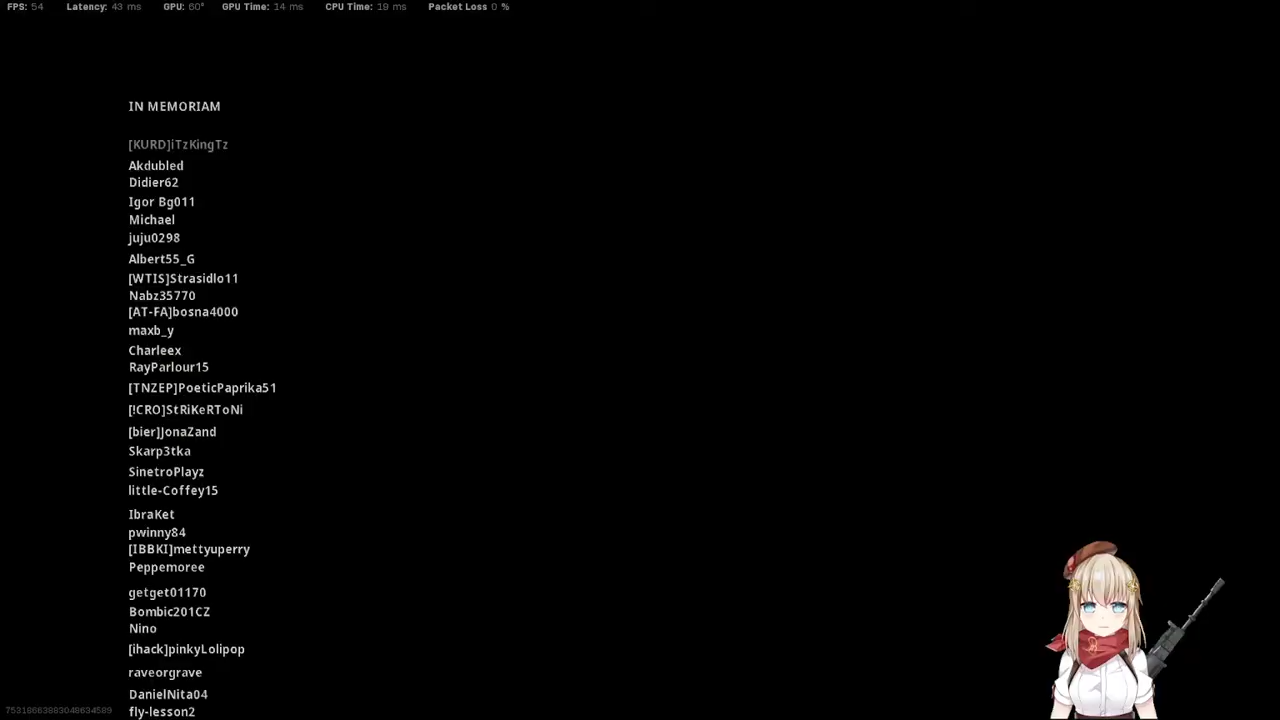 FPS: 54 Latency: 43 ms GPU: 60° GPU Time: 14 ms CPU Time: 19 ms Packet Loss 0 %
IN MEMORIAM
[KURD]iTzKingTz
Akdubled
Didier62
Igor Bg011
Michael
juju0298
Albert55_G
[WTIS]Strasidlo11
Nabz35770
[AT-FA]bosna4000
maxb_y
Charleex
RayParlour15
[TNZEP]PoeticPaprika51
[!CRO]StRiKeRToNi
[bier]JonaZand
Skarp3tka
SinetroPlayz
little-Coffey15
IbraKet
pwinny84
[IBBKI]mettyuperry
Peppemoree
getget01170
Bombic201CZ
Nino
[ihack]pinkyLolipop
raveorgrave
DanielNita04
fly-lesson2